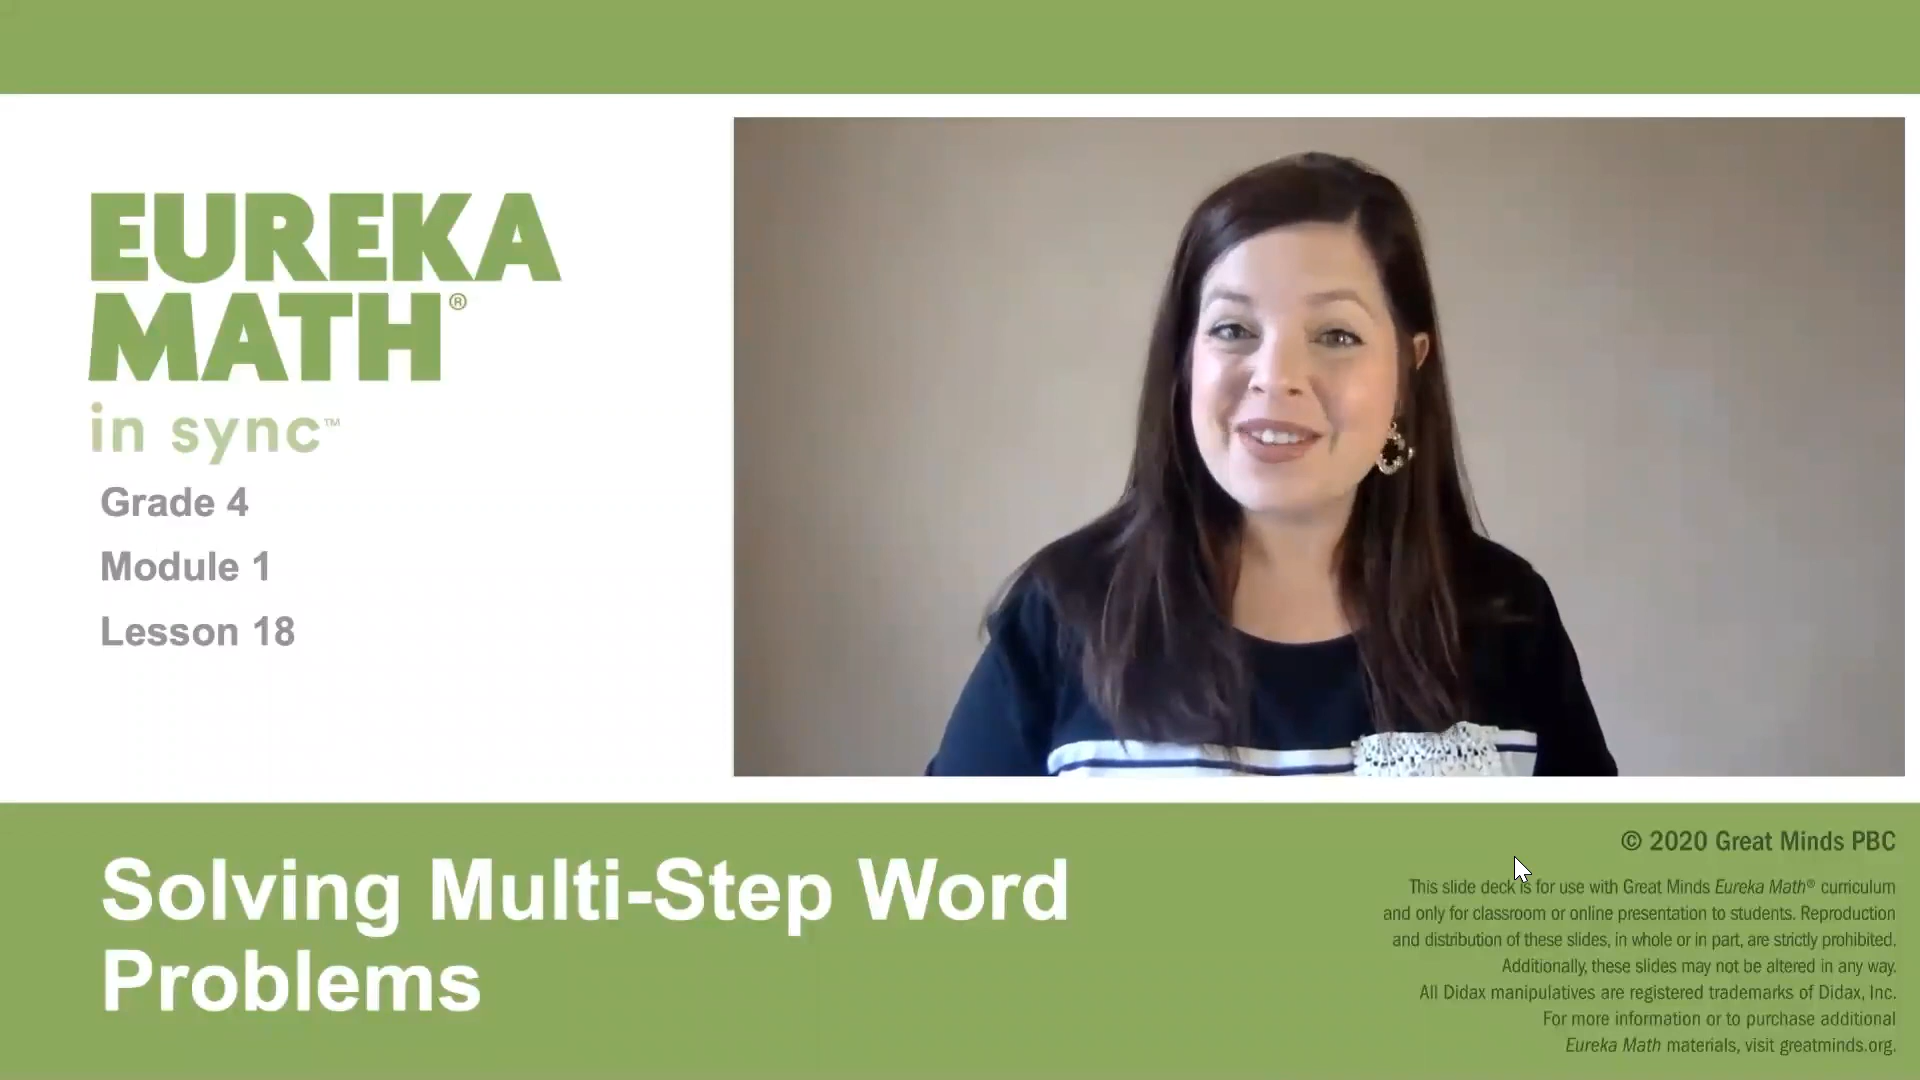 EUREKA
MATH®
in sync™
Grade 4
Module 1
Lesson 18
Solving Multi-Step Word
Problems
© 2020 Great Minds PBC
This slide deck is for use with Great Minds Eureka Math® curriculum
and only for classroom or online presentation to students. Reproduction
and distribution of these slides, in whole or in part, are strictly prohibited.
Additionally, these slides may not be altered in any way.
All Didax manipulatives are registered trademarks of Didax, Inc.
For more information or to purchase additional
Eureka Math materials, visit greatminds.org.